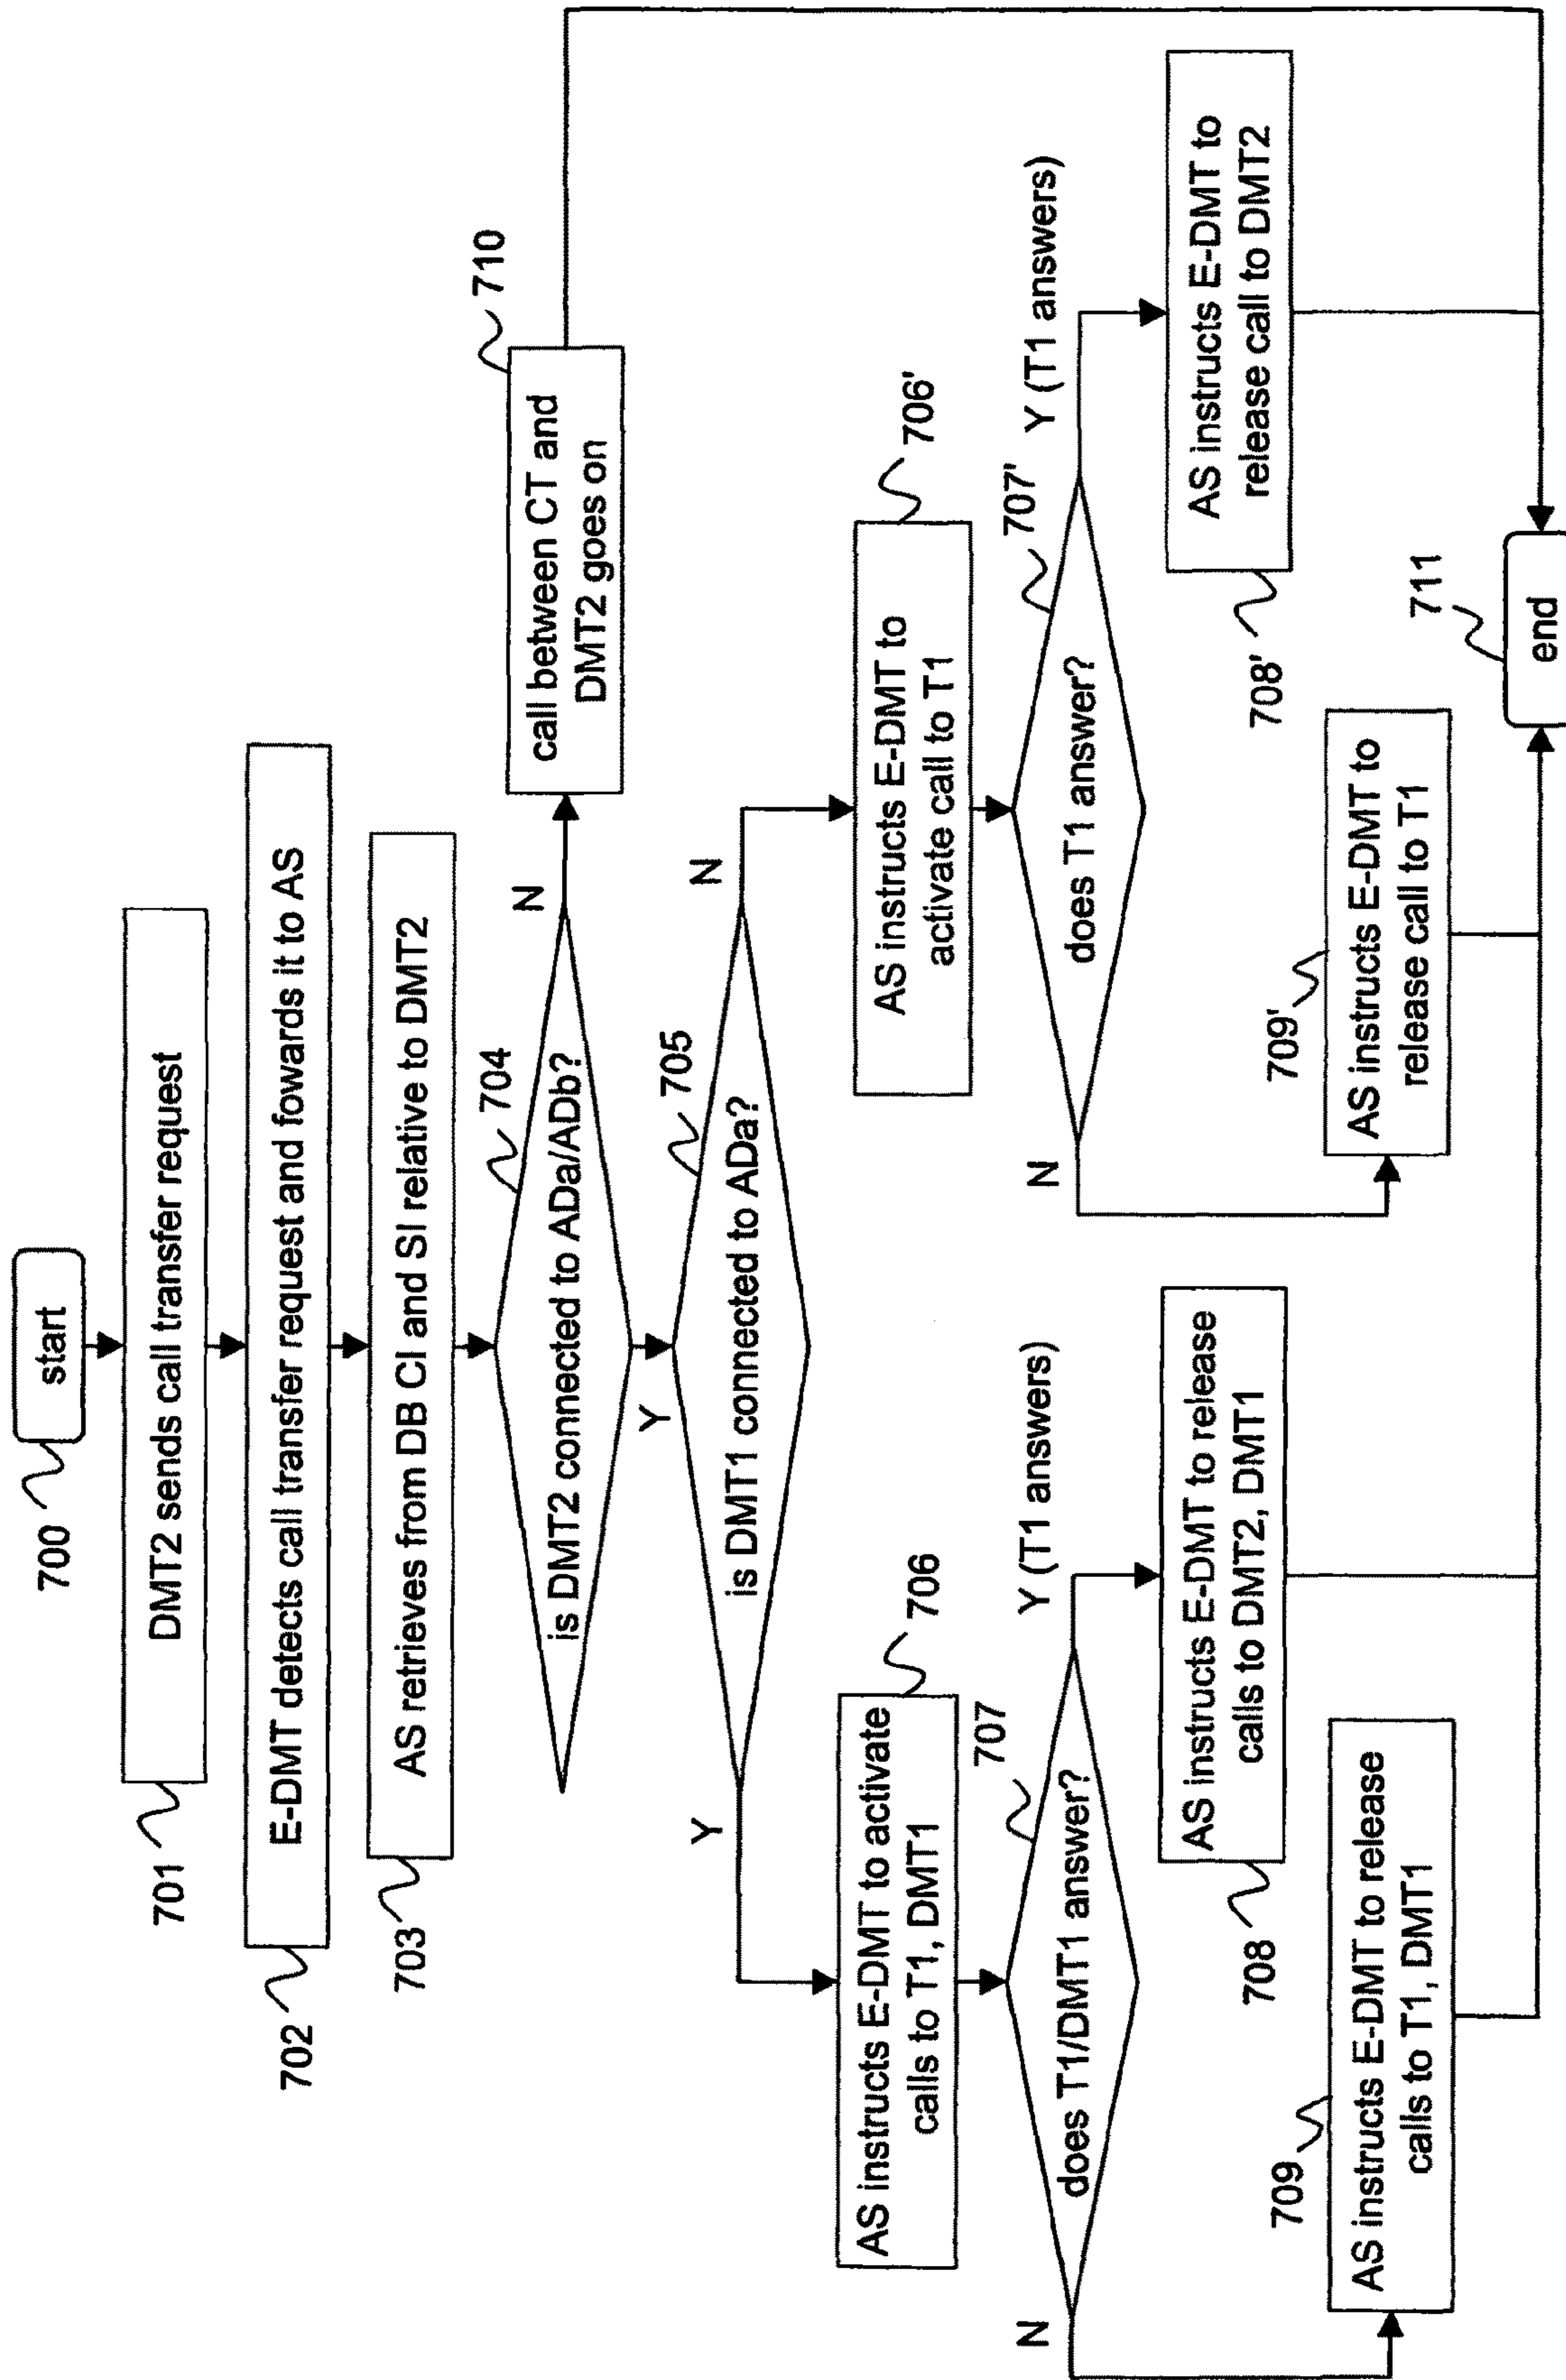 start
700
DMT2 sends call transfer request
701
E-DMT detects call transfer request and fowards it to AS
702
AS retrieves from DB CI and SI relative to DMT2
703
is DMT2 connected to ADa/ADb?
704
N
Y
call between CT and
DMT2 goes on
710
is DMT1 connected to ADa?
705
Y
N
AS instructs E-DMT to activate
calls to T1, DMT1
706
AS instructs E-DMT to
activate call to T1
706'
does T1/DMT1 answer?
707
N
Y (T1 answers)
does T1 answer?
707'
N
Y (T1 answers)
AS instructs E-DMT to release
calls to DMT2, DMT1
708
AS instructs E-DMT to
release call to DMT2
708'
AS instructs E-DMT to release
calls to T1, DMT1
709
AS instructs E-DMT to
release call to T1
709'
end
711